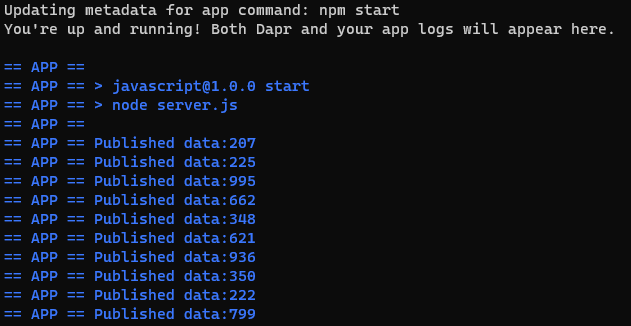 Updating metadata for app command: npm start
You're up and running! Both Dapr and your app logs will appear here.
== APP ==
== APP == > javascript@1.0.0 start
== APP == > node server.js
== APP ==
== APP == Published data:207
== APP == Published data:225
== APP == Published data:995
== APP == Published data:662
== APP == Published data:348
== APP == Published data:621
== APP == Published data:936
== APP == Published data:350
== APP == Published data:222
== APP == Published data:799